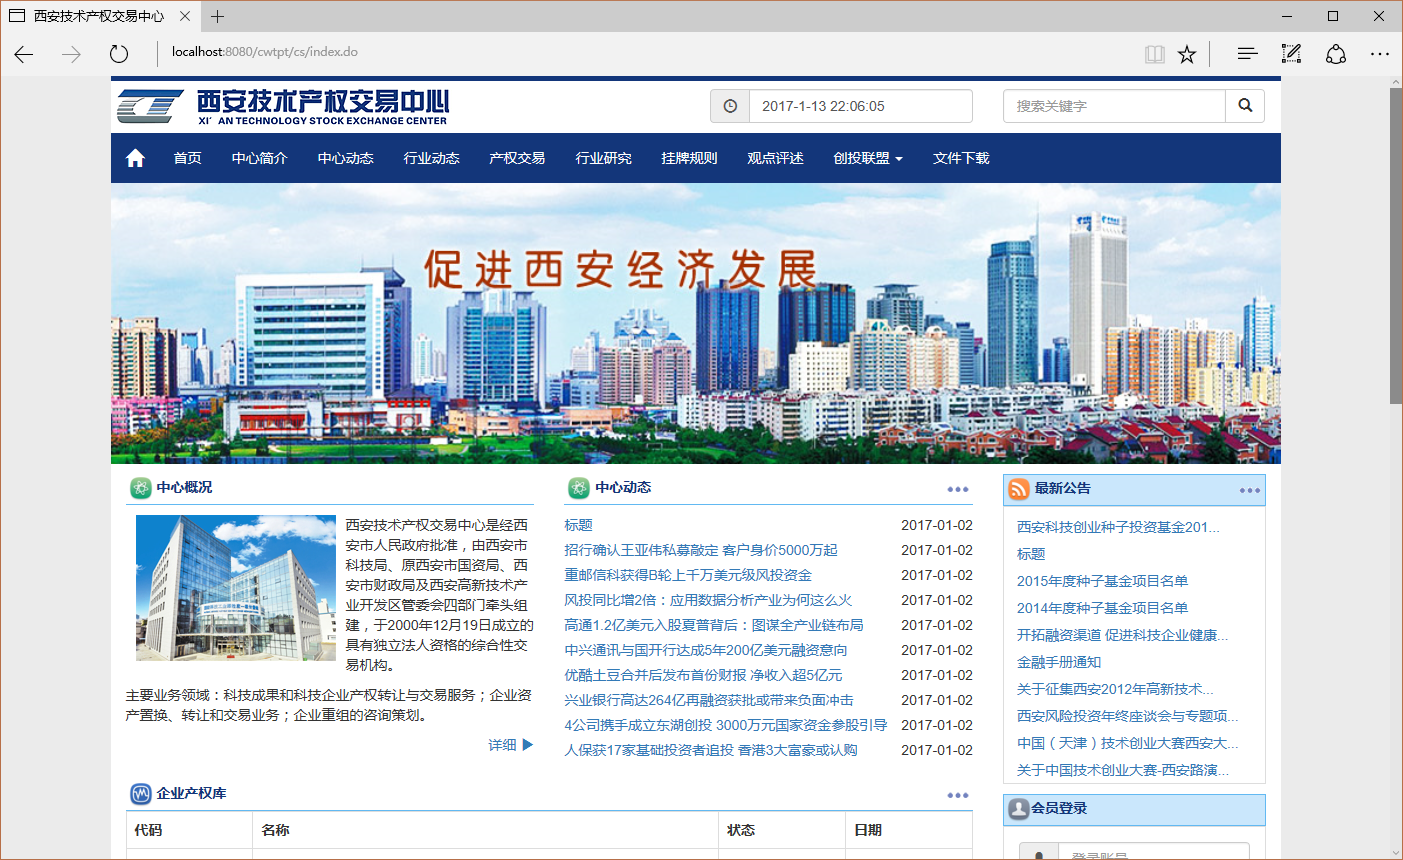 西安技术产权交易中心
localhost:8080/cwtpt/cs/index.do
西安技术产权交易中心
XI'AN TECHNOLOGY STOCK EXCHANGE CENTER
2017-1-13 22:06:05
搜索关键字
首页 中心简介 中心动态 行业动态 产权交易 行业研究 挂牌规则 观点评述 创投联盟 文件下载
促进西安经济发展
中心概况
西安技术产权交易中心是经西
安市人民政府批准，由西安市
科技局、原西安市国资局、西
安市财政局及西安高新技术产
业开发区管委会四部门牵头组
建，于2000年12月19日成立的
具有独立法人资格的综合性交
易机构。
主要业务领域：科技成果和科技企业产权转让与交易服务；企业资
产置换、转让和交易业务；企业重组的咨询策划。
详细
中心动态
标题 2017-01-02
招行确认王亚伟私募敲定 客户身价5000万起 2017-01-02
重邮信科获得B轮上千万美元级风投资金 2017-01-02
风投同比增2倍：应用数据分析产业为何这么火 2017-01-02
高通1.2亿美元入股夏普背后：图谋全产业链布局 2017-01-02
中兴通讯与国开行达成5年200亿美元融资意向 2017-01-02
优酷土豆合并后发布首份财报 净收入超5亿元 2017-01-02
兴业银行高达264亿再融资获批或带来负面冲击 2017-01-02
4公司携手成立东湖创投 3000万元国家资金参股引导 2017-01-02
人保获17家基础投资者追投 香港3大富豪或认购 2017-01-02
最新公告
西安科技创业种子投资基金201...
标题
2015年度种子基金项目名单
2014年度种子基金项目名单
开拓融资渠道 促进科技企业健康...
金融手册通知
关于征集西安2012年高新技术...
西安风险投资年终座谈会与专题项...
中国（天津）技术创业大赛西安大...
关于中国技术创业大赛-西安路演...
企业产权库
代码 名称 状态 日期
会员登录
登录账号